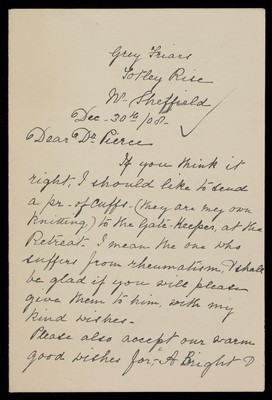 Grey Friars
Totley Rise
Nr Sheffield
Dec. 30th/08.
Dear Dr Pierce
If you think it
right, I should like to send
a pr. of Cuffs. (they are my own
knitting,) to the Gate-Keeper, at the
Retreat. I mean the one who
suffers from rheumatism, I shall
be glad if you will please
give them to him, with my
kind wishes.
Please also accept our warm
good wishes for "A Bright &